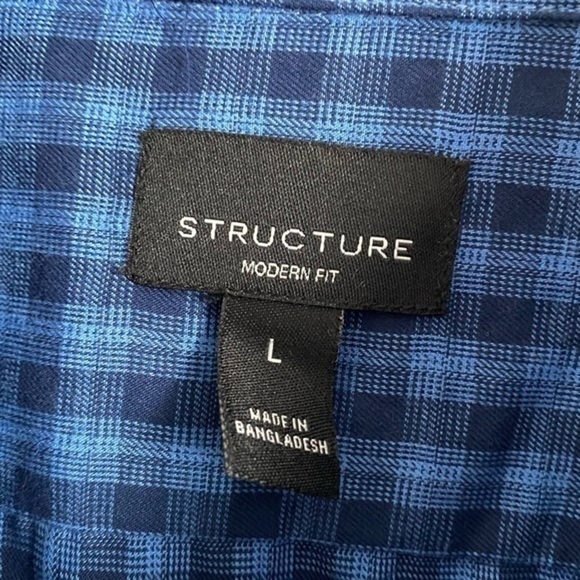 STRUCTURE
MODERN FIT
L
MADE IN
BANGLADESH